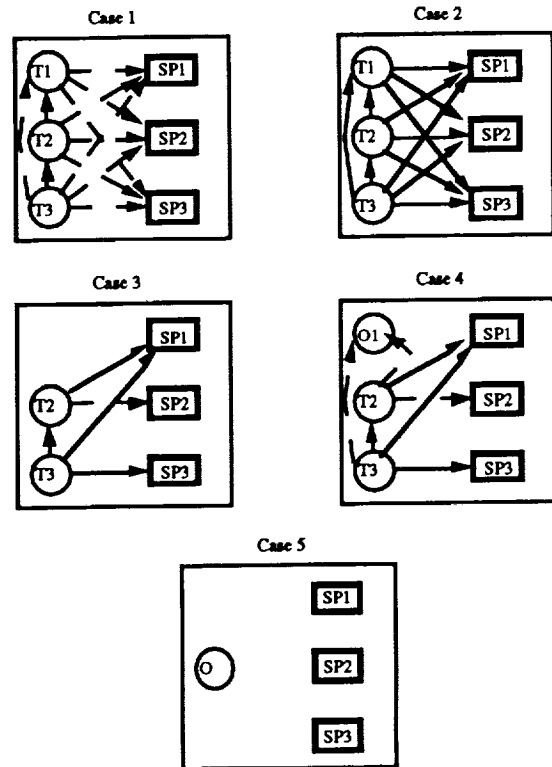 Case 1
T1 SP1
T2 SP2
T3 SP3
Case 2
T1 SP1
T2 SP2
T3 SP3
Case 3
SP1
T2 SP2
T3 SP3
Case 4
O1 SP1
T2 SP2
T3 SP3
Case 5
SP1
O SP2
SP3